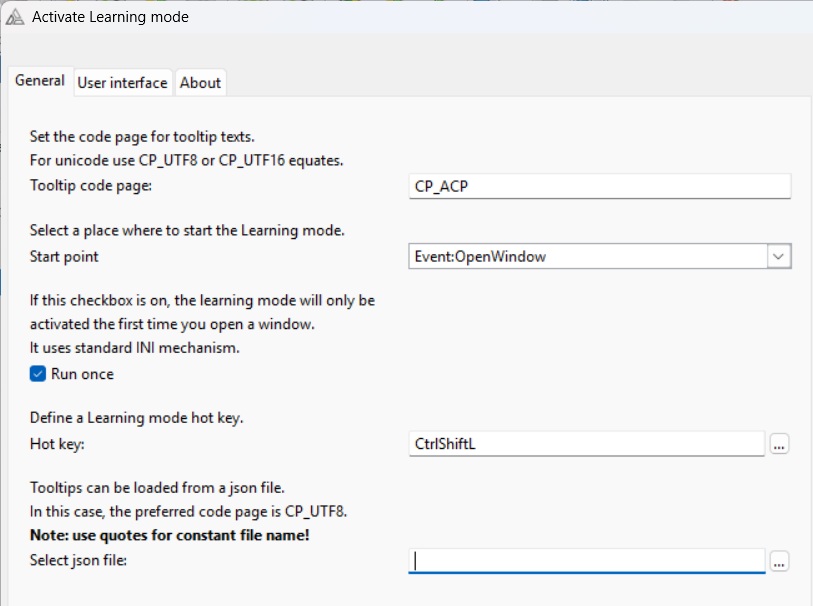 Activate Learning mode
General User interface About
Set the code page for tooltip texts.
For unicode use CP_UTF8 or CP_UTF16 equates.
Tooltip code page: CP_ACP
Select a place where to start the Learning mode.
Start point Event:OpenWindow
If this checkbox is on, the learning mode will only be
activated the first time you open a window.
It uses standard INI mechanism.
Run once
Define a Learning mode hot key.
Hot key: CtrlShiftL ...
Tooltips can be loaded from a json file.
In this case, the preferred code page is CP_UTF8.
Note: use quotes for constant file name!
Select json file: ...